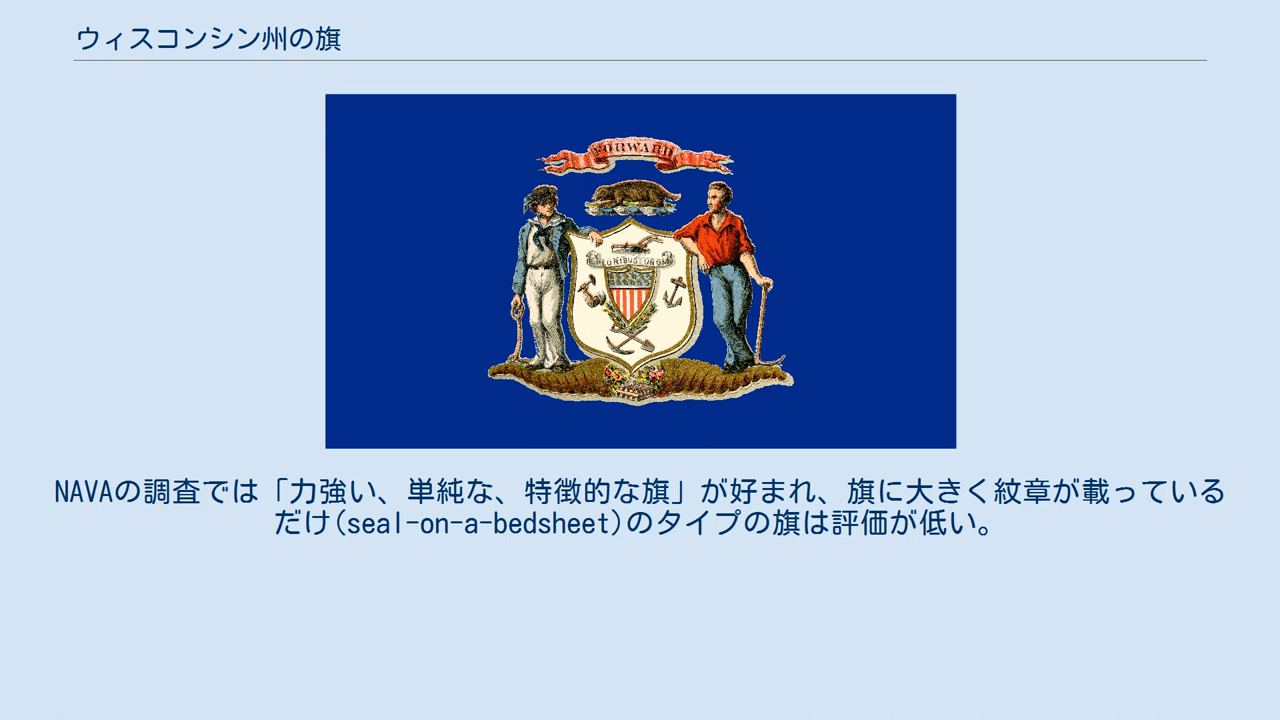 ウィスコンシン州の旗
FORWARD
NAVAの調査では「力強い、単純な、特徴的な旗」が好まれ、旗に大きく紋章が載っている
だけ(seal-on-a-bedsheet)のタイプの旗は評価が低い。